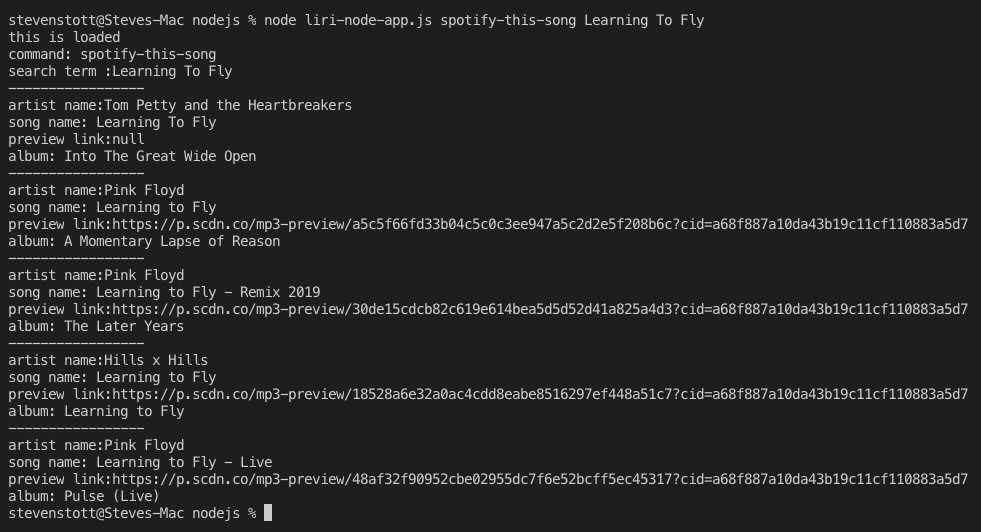 stevenstott@Steves-Mac nodejs % node liri-node-app.js spotify-this-song Learning To Fly
this is loaded
command: spotify-this-song
search term :Learning To Fly
-----------------
artist name:Tom Petty and the Heartbreakers
song name: Learning To Fly
preview link:null
album: Into The Great Wide Open
-----------------
artist name:Pink Floyd
song name: Learning to Fly
preview link:https://p.scdn.co/mp3-preview/a5c5f66fd33b04c5c0c3ee947a5c2d2e5f208b6c?cid=a68f887a10da43b19c11cf110883a5d7
album: A Momentary Lapse of Reason
-----------------
artist name:Pink Floyd
song name: Learning to Fly - Remix 2019
preview link:https://p.scdn.co/mp3-preview/30de15cdcb82c619e614bea5d5d52d41a825a4d3?cid=a68f887a10da43b19c11cf110883a5d7
album: The Later Years
-----------------
artist name:Hills x Hills
song name: Learning to Fly
preview link:https://p.scdn.co/mp3-preview/18528a6e32a0ac4cdd8eabe8516297ef448a51c7?cid=a68f887a10da43b19c11cf110883a5d7
album: Learning to Fly
-----------------
artist name:Pink Floyd
song name: Learning to Fly - Live
preview link:https://p.scdn.co/mp3-preview/48af32f90952cbe02955dc7f6e52bcff5ec45317?cid=a68f887a10da43b19c11cf110883a5d7
album: Pulse (Live)
stevenstott@Steves-Mac nodejs %